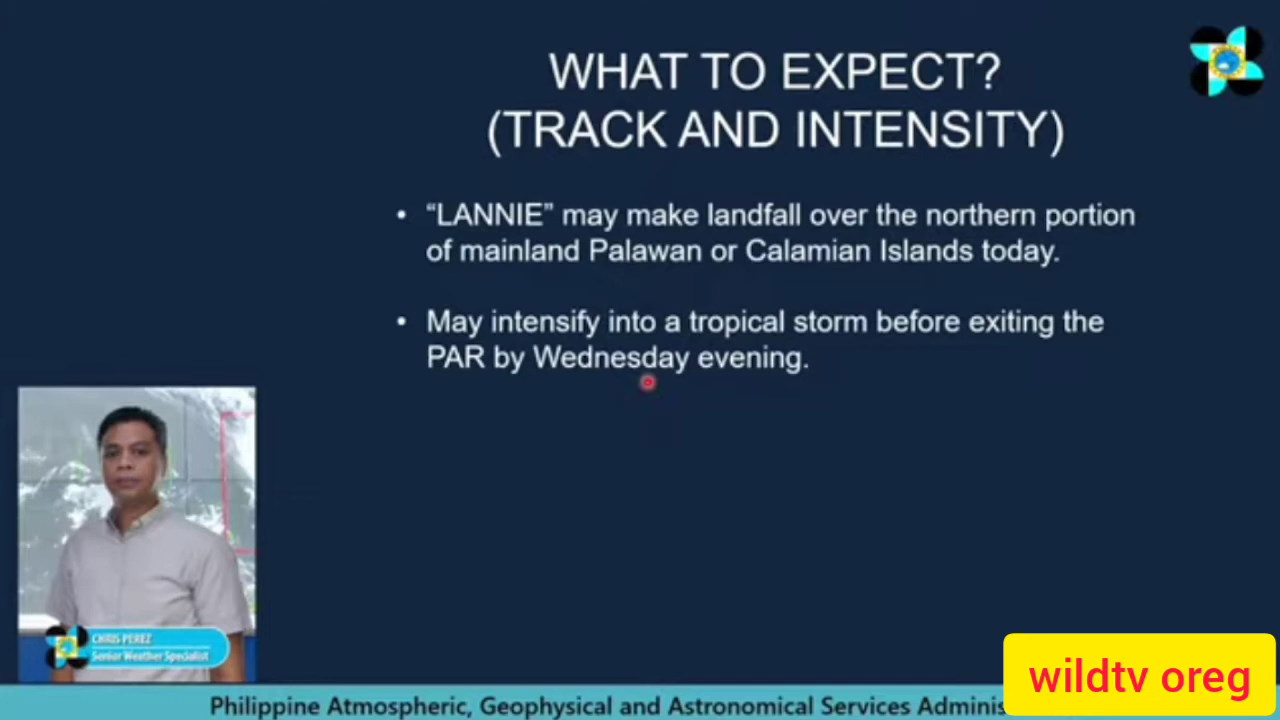 WHAT TO EXPECT?
(TRACK AND INTENSITY)
• “LANNIE” may make landfall over the northern portion
of mainland Palawan or Calamian Islands today.
• May intensify into a tropical storm before exiting the
PAR by Wednesday evening.
CHRIS PEREZ
Senior Weather Specialist
wildtv oreg
Philippine Atmospheric, Geophysical and Astronomical Services Adminis